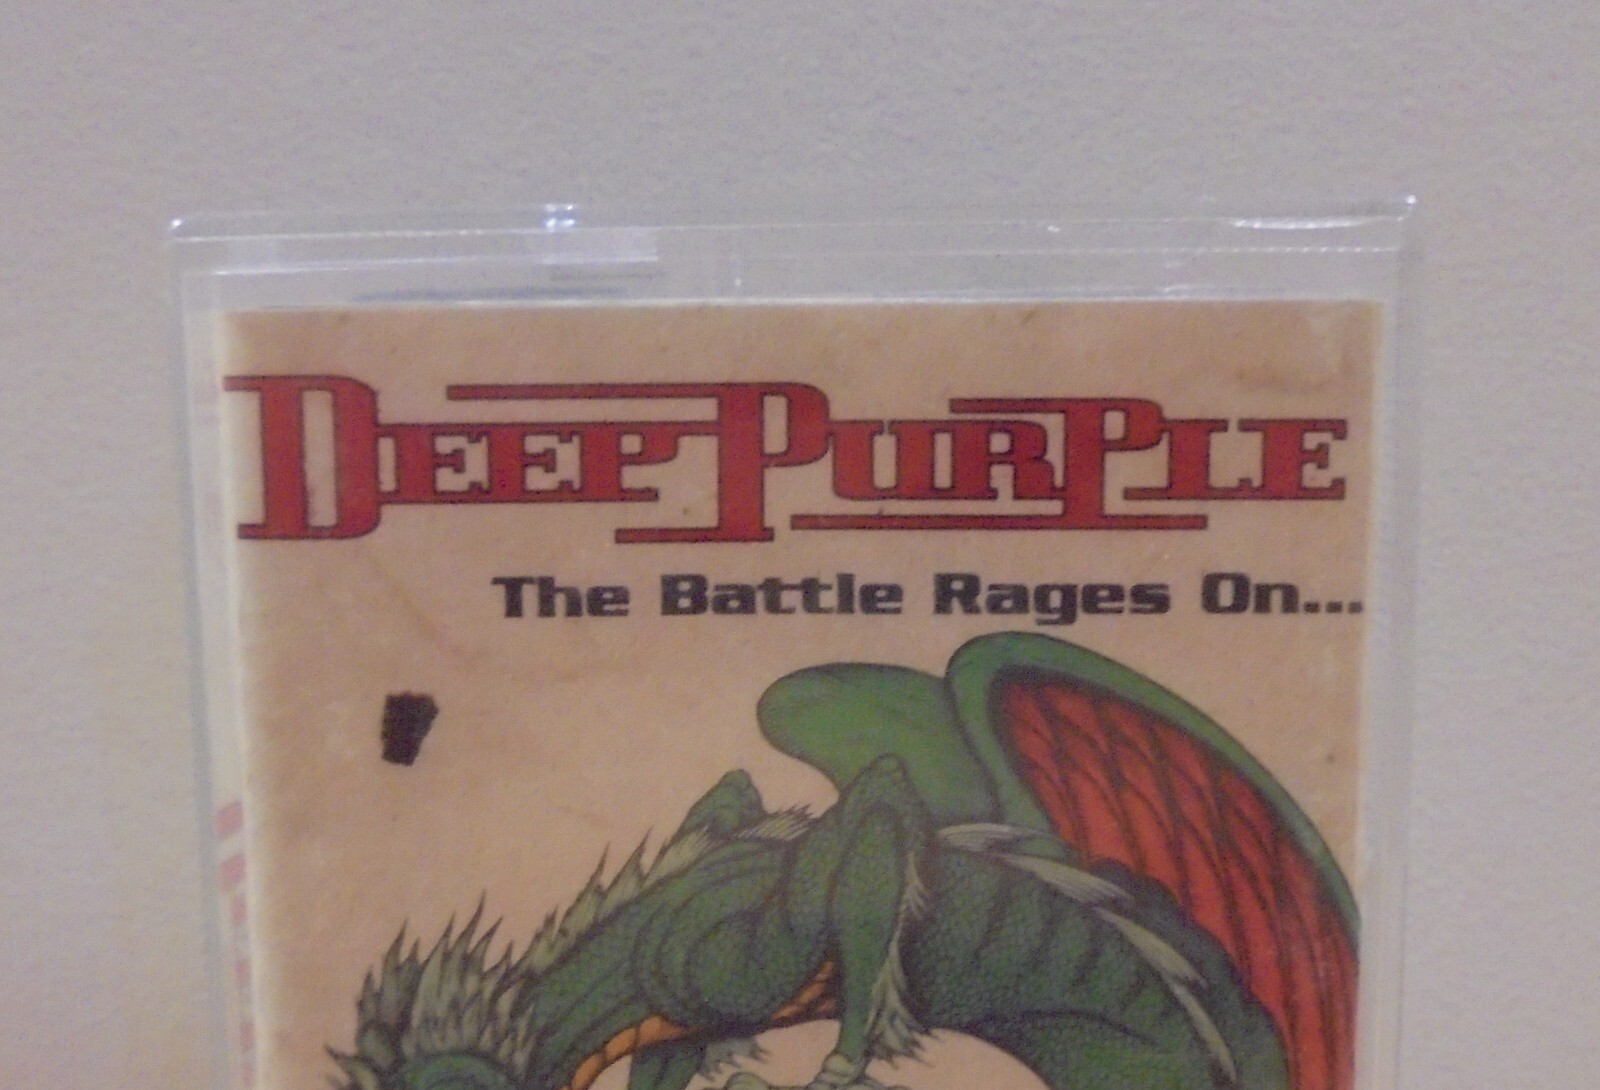 DEEP PURPLE
The Battle Rages On...